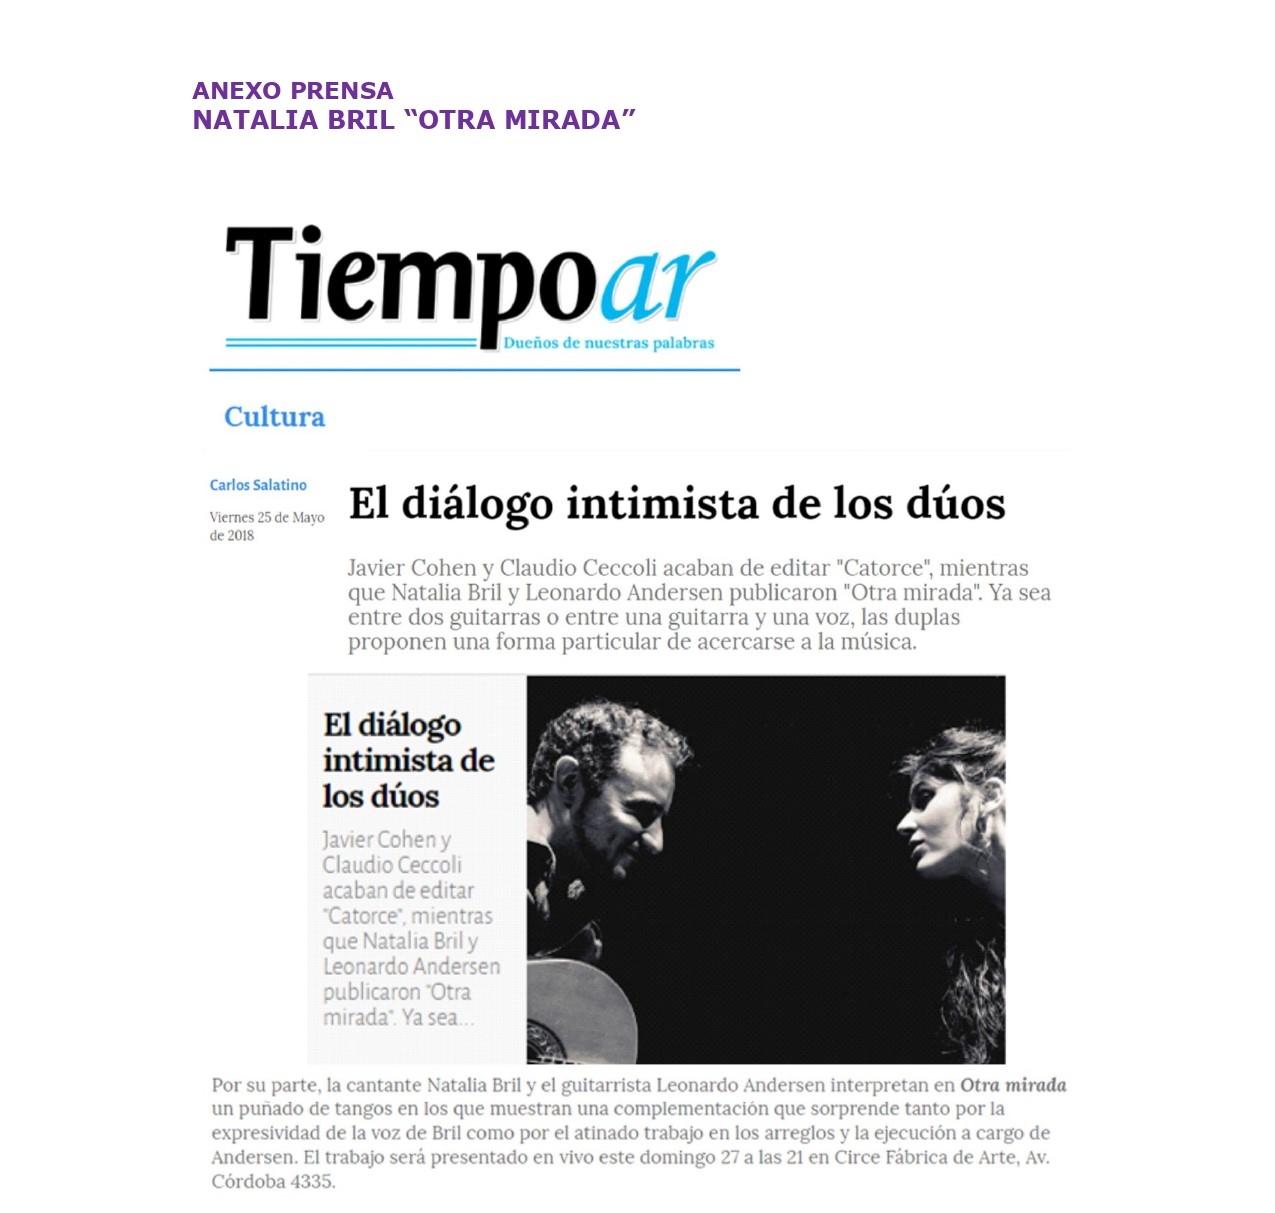 ANEXO PRENSA
NATALIA BRIL “OTRA MIRADA”
Tiempoar
Dueños de nuestras palabras
Cultura
Carlos Salatino
Viernes 25 de Mayo
de 2018
El diálogo intimista de los dúos
Javier Cohen y Claudio Ceccoli acaban de editar "Catorce", mientras
que Natalia Bril y Leonardo Andersen publicaron "Otra mirada". Ya sea
entre dos guitarras o entre una guitarra y una voz, las duplas
proponen una forma particular de acercarse a la música.
El diálogo
intimista de
los dúos
Javier Cohen y
Claudio Ceccoli
acaban de editar
"Catorce", mientras
que Natalia Bril y
Leonardo Andersen
publicaron "Otra
mirada". Ya sea...
Por su parte, la cantante Natalia Bril y el guitarrista Leonardo Andersen interpretan en Otra mirada
un puñado de tangos en los que muestran una complementación que sorprende tanto por la
expresividad de la voz de Bril como por el atinado trabajo en los arreglos y la ejecución a cargo de
Andersen. El trabajo será presentado en vivo este domingo 27 a las 21 en Circe Fábrica de Arte, Av.
Córdoba 4335.